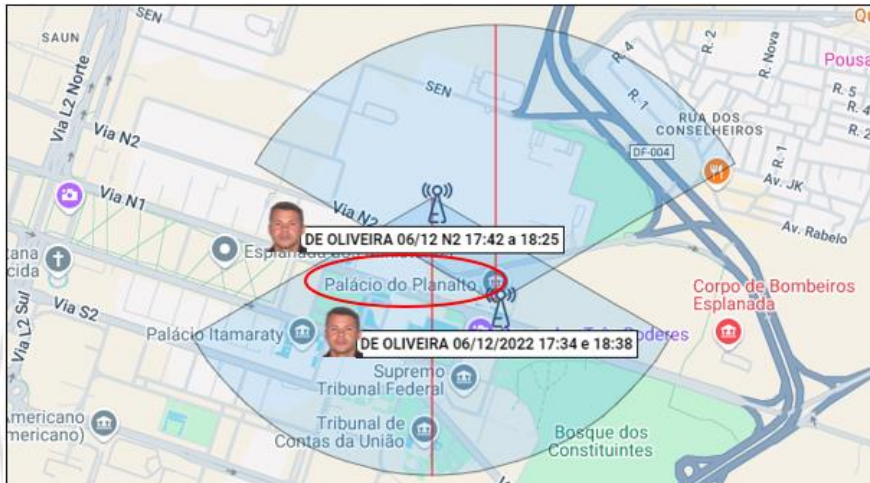 SEN
Qu
SAUN
Via L2 Norte
R. 4
R. 2
R. Nova
Pousa
Via N2
SEN
R. 1
R. 5
R. 4
R. 2
RUA DOS
CONSELHEIROS
DF-004
R. 1
Via N1
Av. JK
Via N2
Av. Rabelo
DE OLIVEIRA 06/12 N2 17:42 a 18:25
tana
cida
Via S2
Palácio do Planalto
Corpo de Bombeiros
Esplanada
Via L2 Sul
Palácio Itamaraty
DE OLIVEIRA 06/12/2022 17:34 e 18:38
Poderes
Supremo
Tribunal Federal
Americano
mericano)
Tribunal de
Contas da União
Bosque dos
Constituintes